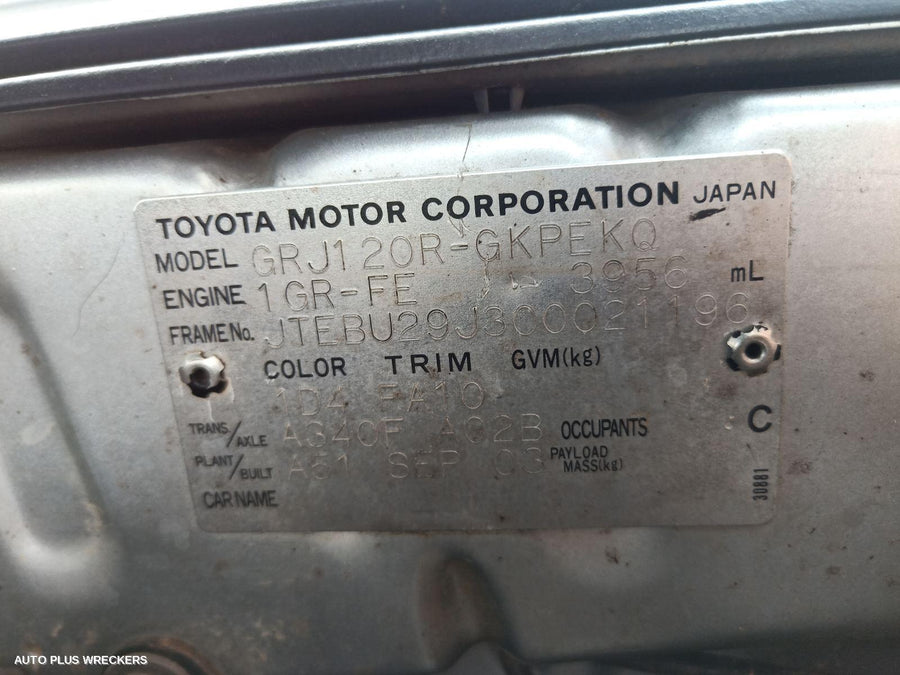 TOYOTA MOTOR CORPORATION JAPAN
MODEL GRJ120R-GKPEKQ
ENGINE 1GR-FE 3956 mL
FRAME No. JTEBU29J300021196
COLOR TRIM GVM(kg)
1D4 FA10
TRANS/AXLE A340F A02B OCCUPANTS C
PLANT/BUILT A51 SEP 03 PAYLOAD MASS(kg)
CAR NAME
30881
AUTO PLUS WRECKERS